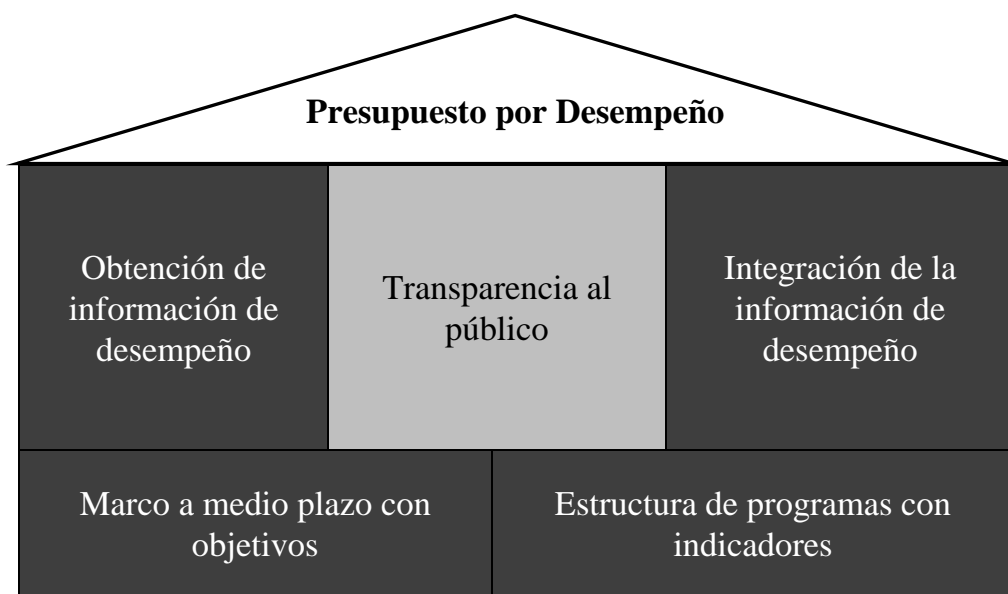 Presupuesto por Desempeño
Obtención de
información de
desempeño
Transparencia al
público
Integración de la
información de
desempeño
Marco a medio plazo con
objetivos
Estructura de programas con
indicadores